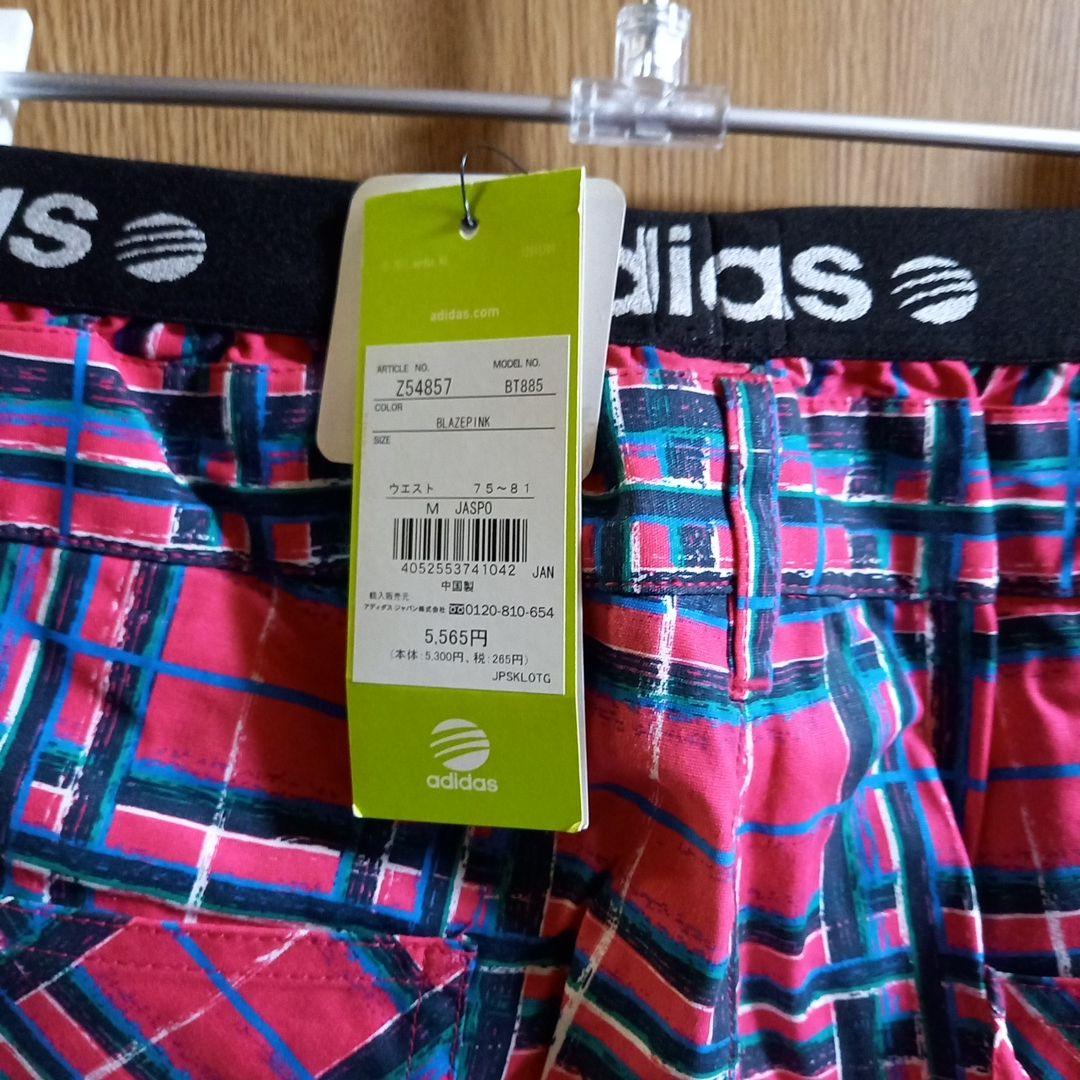 as
adidas
adidas.com
ARTICLE NO. MODEL NO.
Z54857 BT885
COLOR
BLAZEPINK
SIZE
ウエスト 75~81
M JASPO
4052553741042 JAN
中国製
輸入販売元
アディダス ジャパン株式会社 0120-810-654
5,565円
(本体:5,300円、税:265円)
JPSKLOTG
adidas